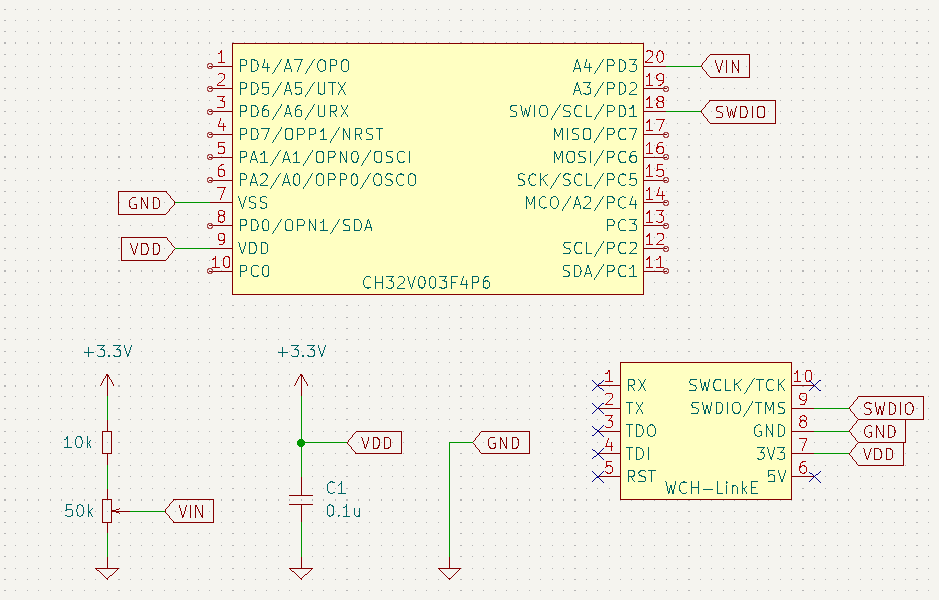 1 PD4/A7/OPO A4/PD3 20 VIN
2 PD5/A5/UTX A3/PD2 19
3 PD6/A6/URX SWIO/SCL/PD1 18 SWDIO
4 PD7/OPP1/NRST MISO/PC7 17
5 PA1/A1/OPN0/OSCI MOSI/PC6 16
6 PA2/A0/OPP0/OSCO SCK/SCL/PC5 15
GND 7 VSS MCO/A2/PC4 14
8 PD0/OPN1/SDA PC3 13
VDD 9 VDD SCL/PC2 12
10 PC0 SDA/PC1 11
CH32V003F4P6
+3.3V
10k
50k VIN
+3.3V
VDD
C1
0.1u
GND
1 RX SWCLK/TCK 10
2 TX SWDIO/TMS 9 SWDIO
3 TDO GND 8 GND
4 TDI 3V3 7 VDD
5 RST 5V 6
WCH-LinkE